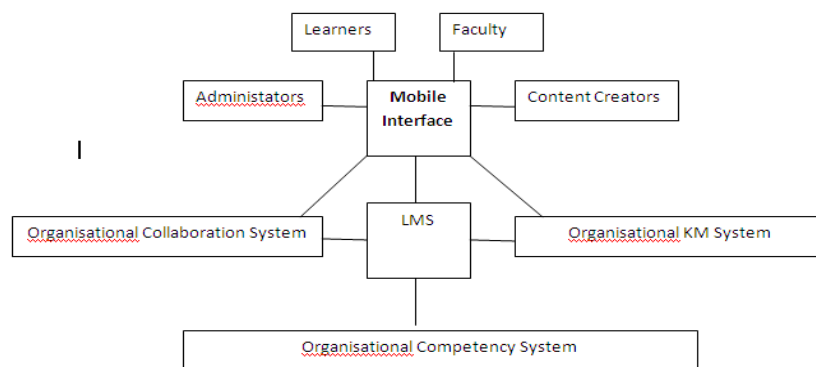 Learners
Faculty
Administators
Mobile
Interface
Content Creators
Organisational Collaboration System
LMS
Organisational KM System
Organisational Competency System